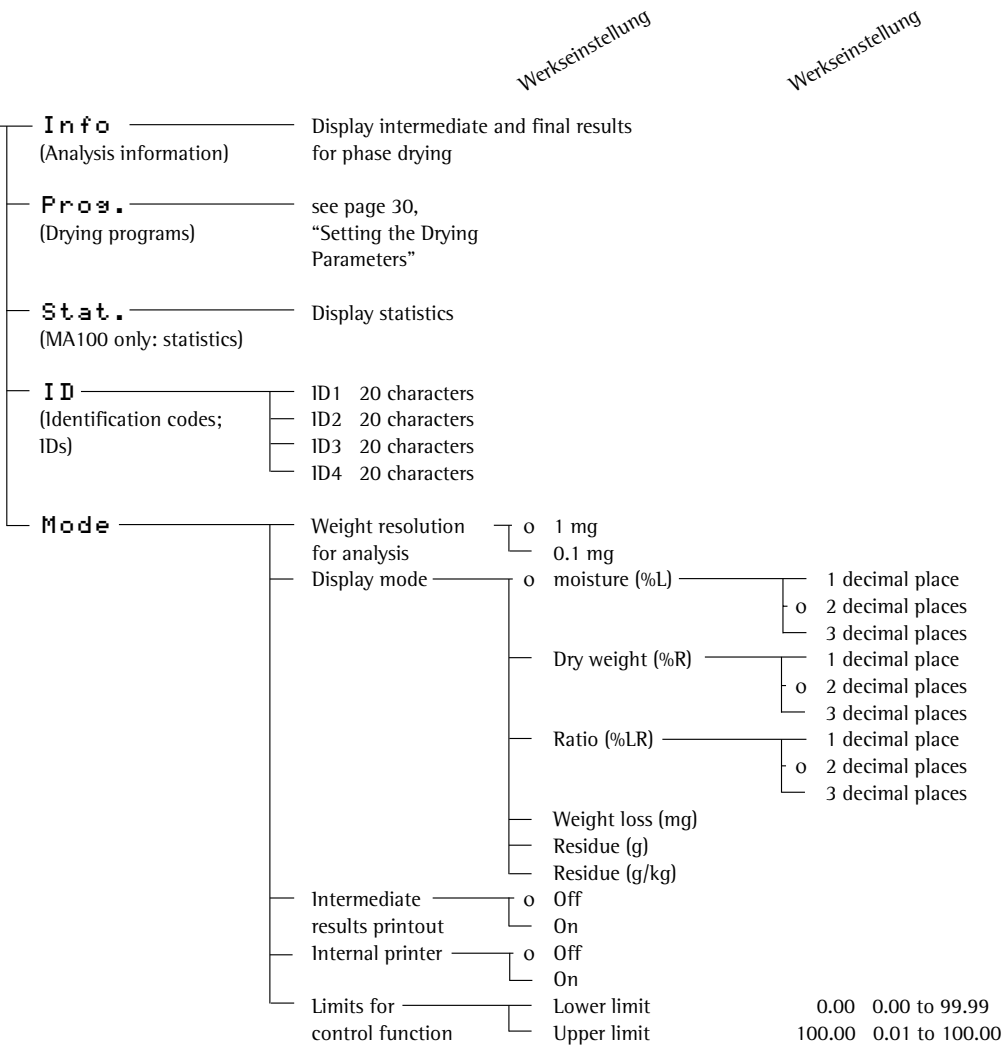 Werkseinstellung Werkseinstellung
Info Display intermediate and final results
(Analysis information) for phase drying
Prog. see page 30,
(Drying programs) “Setting the Drying
Parameters”
Stat. Display statistics
(MA100 only: statistics)
ID ID1 20 characters
(Identification codes; ID2 20 characters
IDs) ID3 20 characters
ID4 20 characters
Mode Weight resolution o 1 mg
for analysis 0.1 mg
Display mode o moisture (%L) 1 decimal place
o 2 decimal places
3 decimal places
Dry weight (%R) 1 decimal place
o 2 decimal places
3 decimal places
Ratio (%LR) 1 decimal place
o 2 decimal places
3 decimal places
Weight loss (mg)
Residue (g)
Residue (g/kg)
Intermediate o Off
results printout On
Internal printer o Off
On
Limits for Lower limit 0.00 0.00 to 99.99
control function Upper limit 100.00 0.01 to 100.00